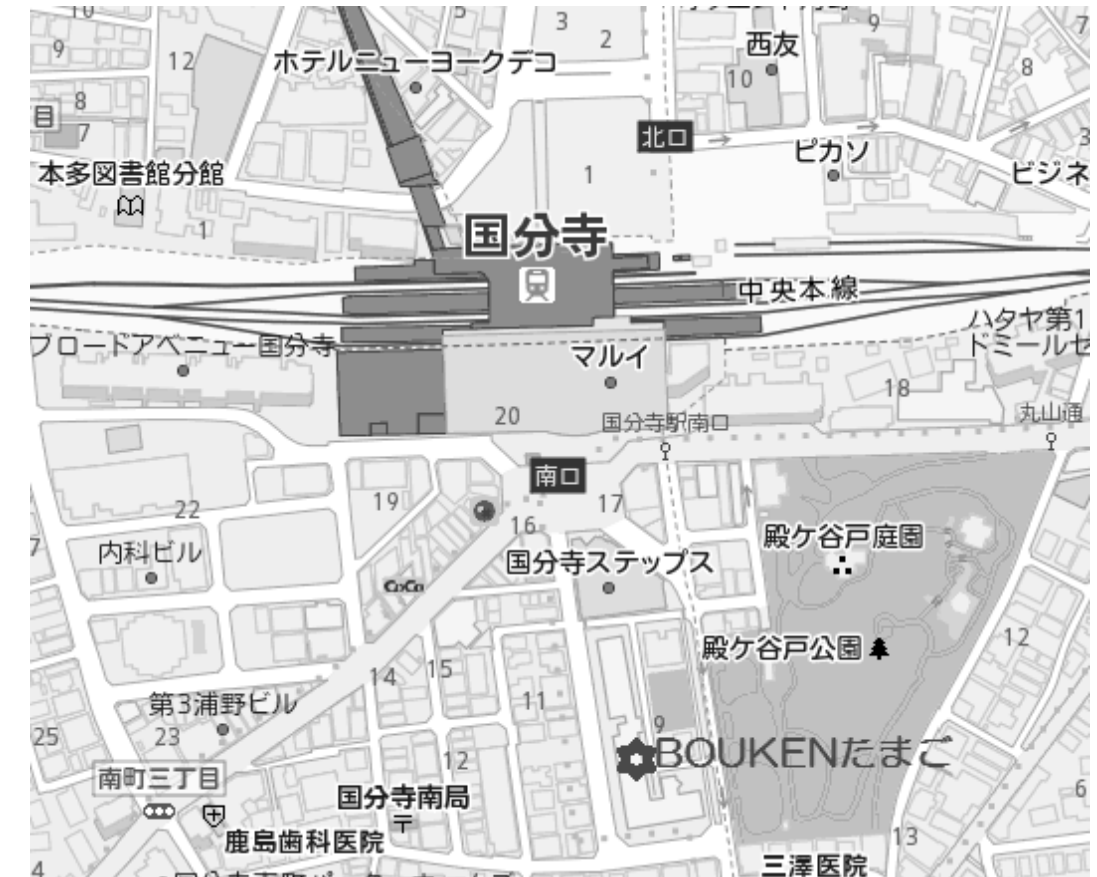 5
3
2
9
7
9
12
ホテルニューヨークデコ
西友
10
8
8
7
目
北口
3
ピカソ
本多図書館分館
1
ビジネ
1
国分寺
中央本線
ブロードアベニュー国分寺
マルイ
ハタヤ第1
ドミールセ
18
20
国分寺駅南口
丸山通
南口
19
17
22
16
殿ケ谷戸庭園
7
内科ビル
国分寺ステップス
CoCo
殿ケ谷戸公園
12
14
15
第3浦野ビル
11
25
23
9
BOUKENたまご
12
南町三丁目
国分寺南局
6
鹿島歯科医院
13
4
三澤医院